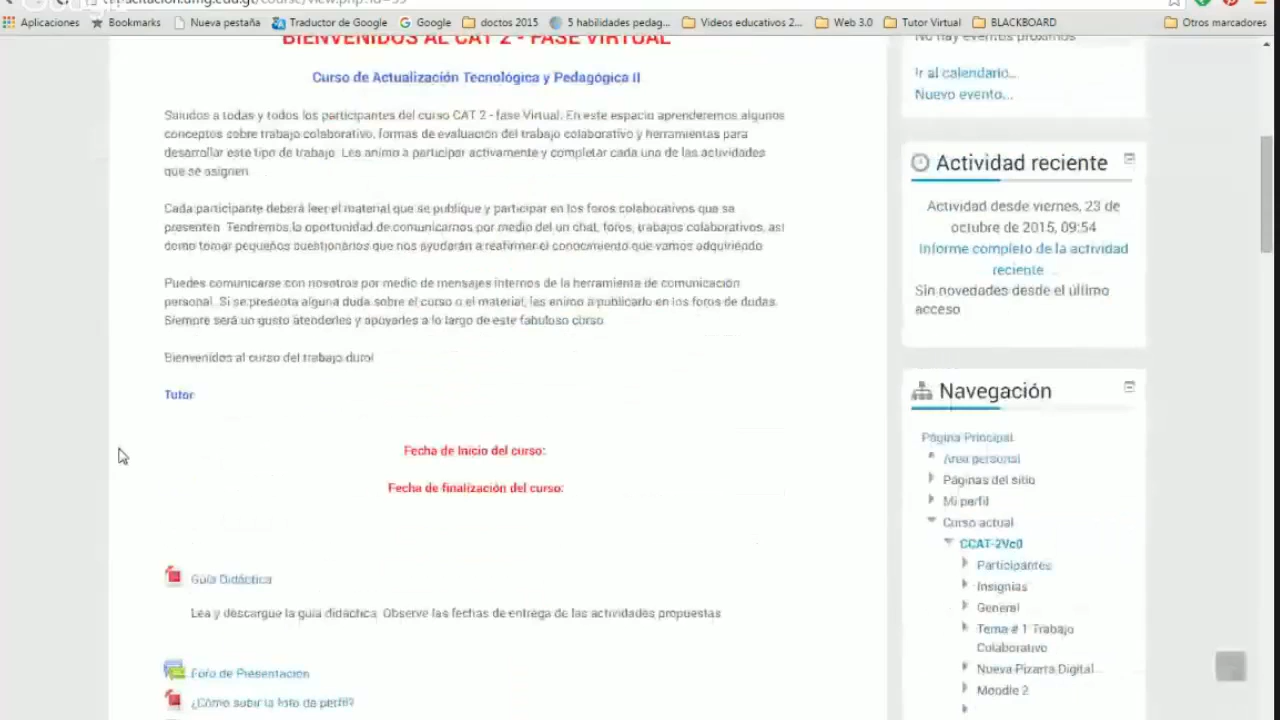 Google
Aplicaciones
Bookmarks
Nueva pestaña
Traductor de Google
Google
doctos 2015
5 habilidades pedag...
Videos educativos 2...
Web 3.0
Tutor Virtual
BLACKBOARD
Otros marcadores
BIENVENIDOS AL CAT 2 - FASE VIRTUAL
Curso de Actualización Tecnológica y Pedagógica II
Saludos a todas y todos los participantes del curso CAT 2 - fase Virtual. En este espacio aprenderemos algunos
conceptos sobre trabajo colaborativo, formas de evaluación del trabajo colaborativo y herramientas para
desarrollar este tipo de trabajo. Les animo a participar activamente y completar cada una de las actividades
que se asignen.
Cada participante deberá leer el material que se publique y participar en los foros colaborativos que se
presenten. Tendremos la oportunidad de comunicarnos por medio del un chat, foros, trabajos colaborativos, así
como tomar pequeños cuestionarios que nos ayudarán a reafirmar el conocimiento que vamos adquiriendo
Puedes comunicarse con nosotros por medio de mensajes internos de la herramienta de comunicación
personal. Si se presenta alguna duda sobre el curso o el material, les animo a publicarlo en los foros de dudas.
Siempre será un gusto atenderles y apoyarles a lo largo de este fabuloso curso.
Bienvenidos al curso del trabajo duro!
Tutor
Fecha de Inicio del curso:
Fecha de finalización del curso:
Guía Didáctica
Lea y descargue la guía didáctica. Observe las fechas de entrega de las actividades propuestas
Foro de Presentación
¿Cómo subir la foto de perfil?
No hay eventos próximos
Ir al calendario...
Nuevo evento...
Actividad reciente
Actividad desde viernes, 23 de
octubre de 2015, 09:54
Informe completo de la actividad
reciente ...
Sin novedades desde el último
acceso
Navegación
Página Principal
Área personal
Páginas del sitio
Mi perfil
Curso actual
CCAT-2Vc0
Participantes
Insignias
General
Tema # 1 Trabajo
Colaborativo
Nueva Pizarra Digital
Moodle 2